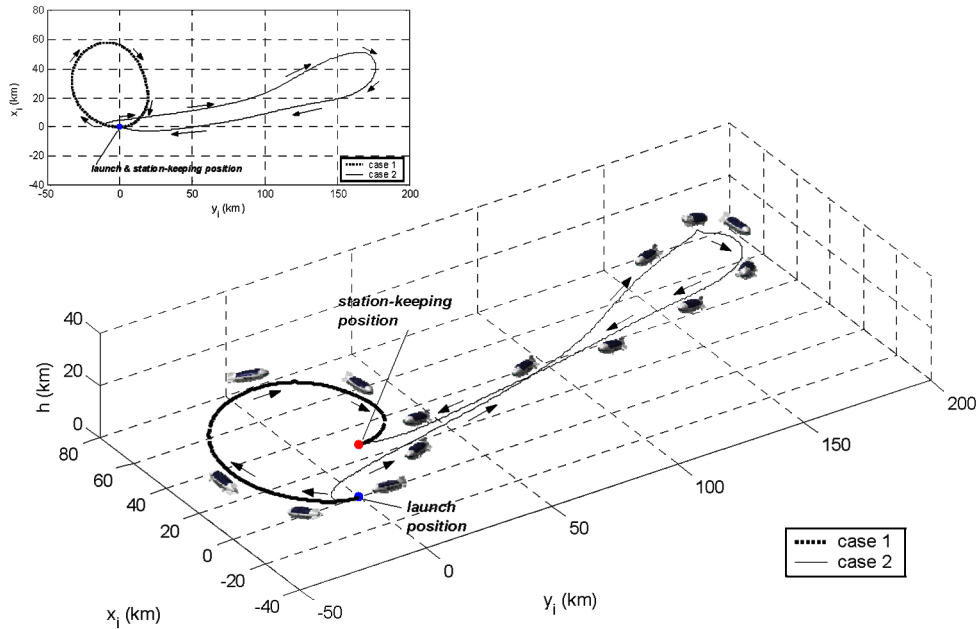 80
60
40
20
0
-20
-40
-50
0
50
100
150
200
x_i (km)
y_i (km)
launch & station-keeping position
case 1
case 2
station-keeping
position
launch
position
40
20
0
h (km)
80
60
40
20
0
-20
-40
x_i (km)
-50
0
50
100
150
200
y_i (km)
case 1
case 2